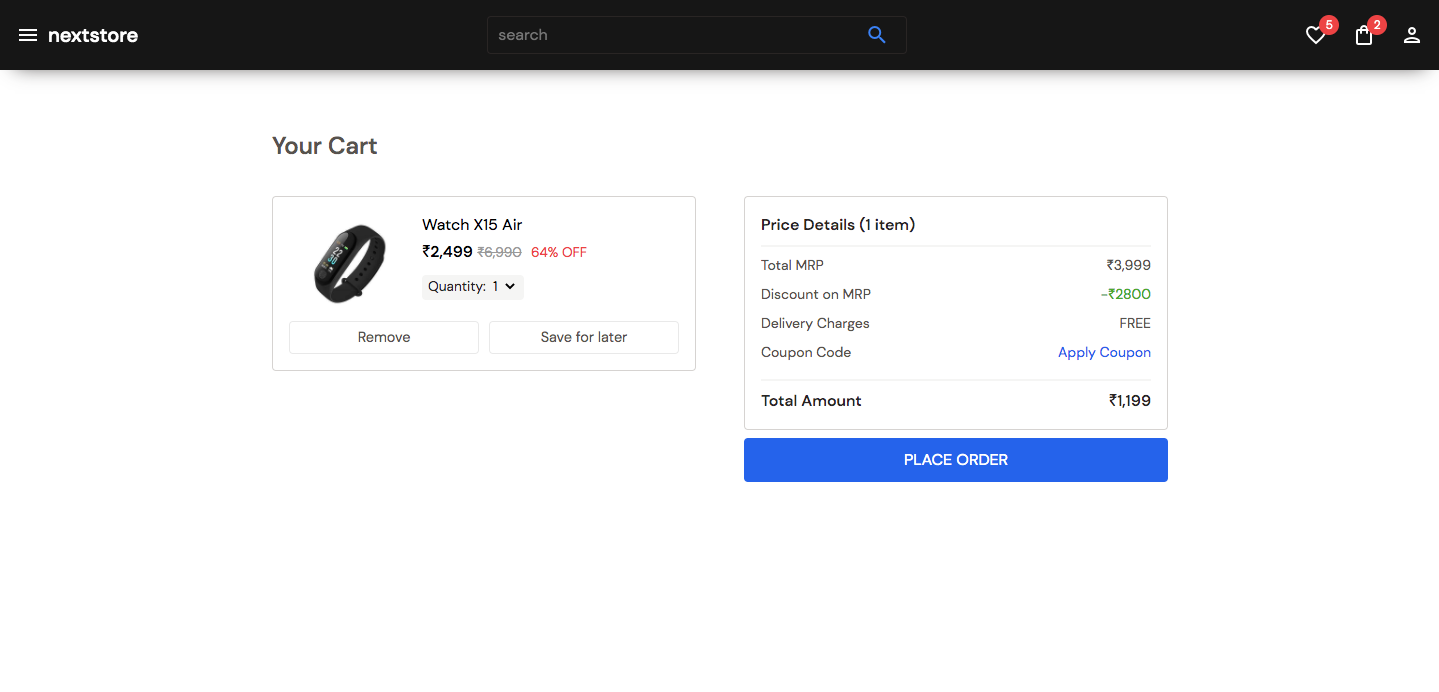 nextstore
search
5
2
Your Cart
Watch X15 Air
₹2,499 ₹6,990 64% OFF
Quantity: 1
Remove
Save for later
Price Details (1 item)
Total MRP ₹3,999
Discount on MRP -₹2800
Delivery Charges FREE
Coupon Code Apply Coupon
Total Amount ₹1,199
PLACE ORDER